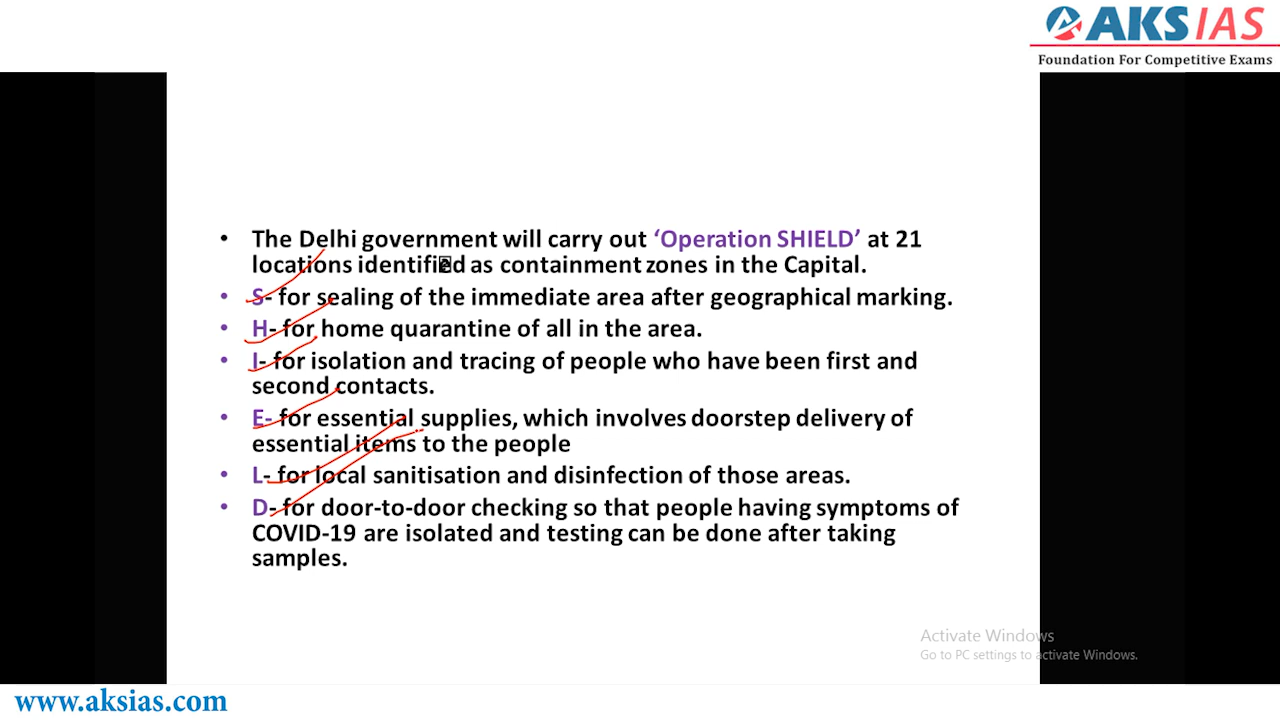 AKS IAS
Foundation For Competitive Exams
• The Delhi government will carry out ‘Operation SHIELD’ at 21
locations identified as containment zones in the Capital.
• S- for sealing of the immediate area after geographical marking.
• H- for home quarantine of all in the area.
• I- for isolation and tracing of people who have been first and
second contacts.
• E- for essential supplies, which involves doorstep delivery of
essential items to the people
• L- for local sanitisation and disinfection of those areas.
• D- for door-to-door checking so that people having symptoms of
COVID-19 are isolated and testing can be done after taking
samples.
Activate Windows
Go to PC settings to activate Windows.
www.aksias.com